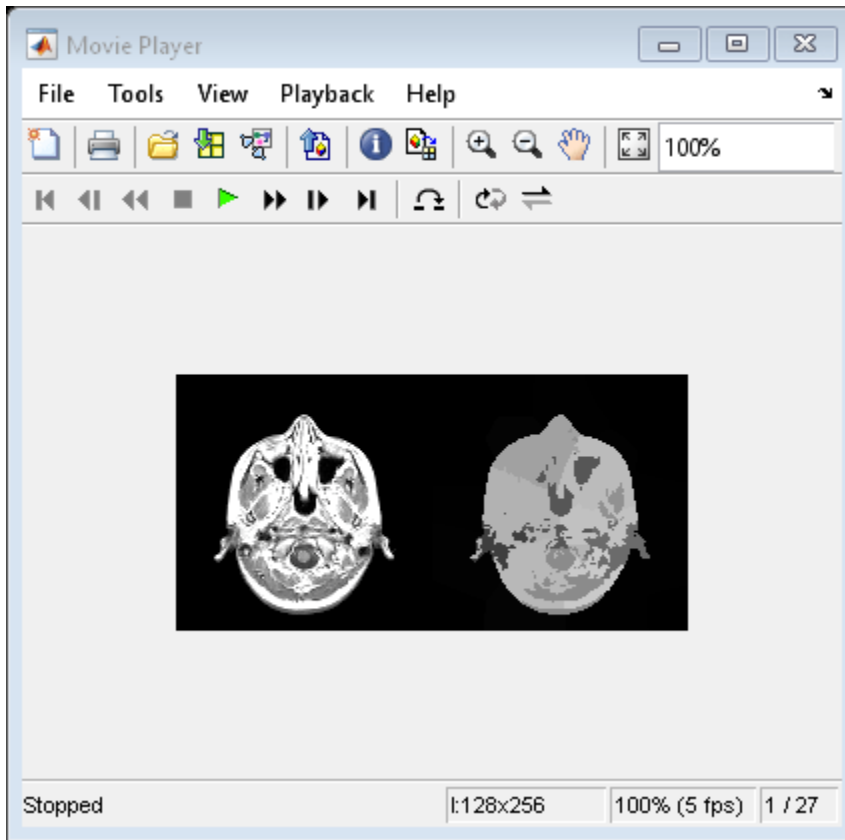 Movie Player
File Tools View Playback Help
100%
Stopped I:128x256 100% (5 fps) 1 / 27